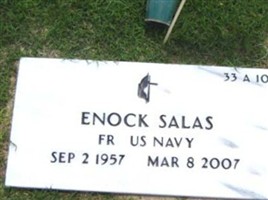 33 A 10
ENOCK SALAS
FR US NAVY
SEP 2 1957 MAR 8 2007